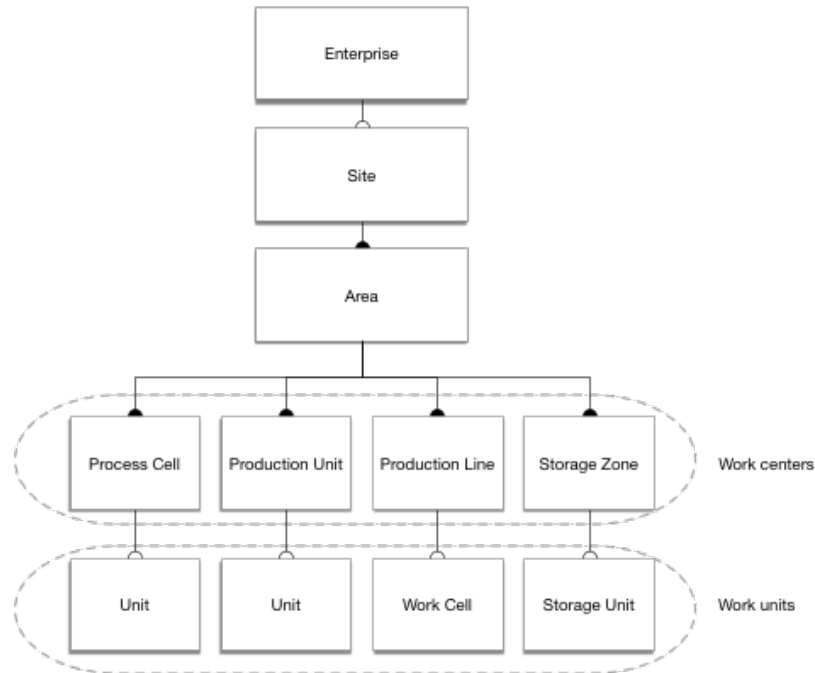 Enterprise
Site
Area
Process Cell
Production Unit
Production Line
Storage Zone
Work centers
Unit
Unit
Work Cell
Storage Unit
Work units